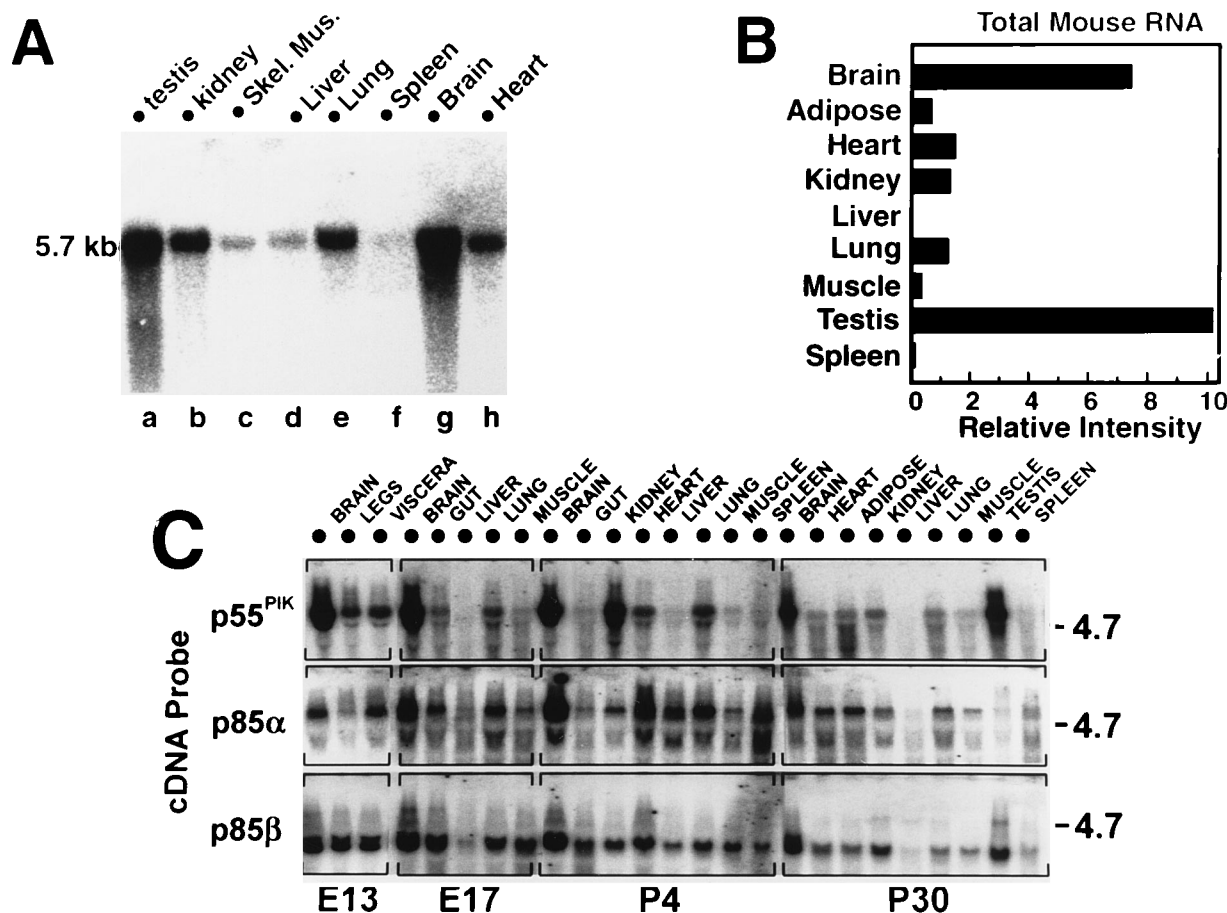 A
testis
kidney
Skel. Mus.
Liver
Lung
Spleen
Brain
Heart
5.7 kb
a b c d e f g h
B
Total Mouse RNA
Brain
Adipose
Heart
Kidney
Liver
Lung
Muscle
Testis
Spleen
0 2 4 6 8 10
Relative Intensity
C
BRAIN
LEGS
VISCERA
BRAIN
GUT
LIVER
LUNG
MUSCLE
BRAIN
GUT
KIDNEY
HEART
LIVER
LUNG
MUSCLE
SPLEEN
BRAIN
HEART
ADIPOSE
KIDNEY
LIVER
LUNG
MUSCLE
TESTIS
SPLEEN
cDNA Probe
p55PIK
- 4.7
p85α
- 4.7
p85β
- 4.7
E13 E17 P4 P30